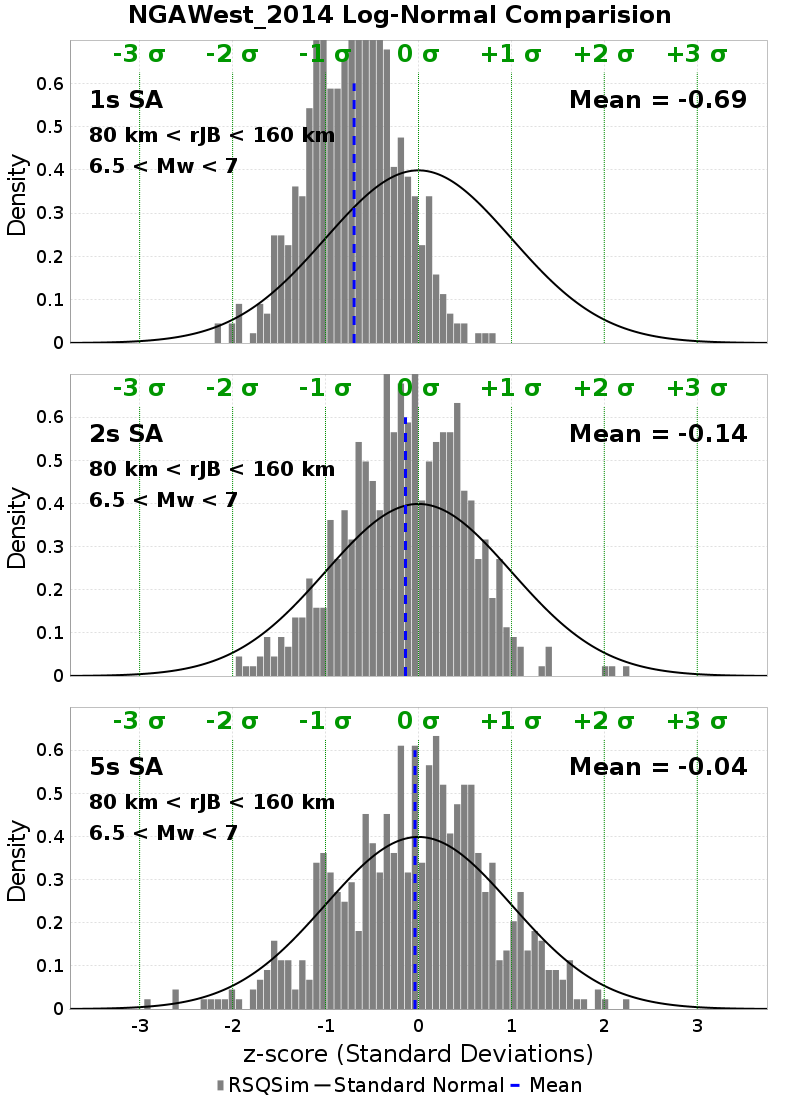 NGAWest_2014 Log-Normal Comparision
-3 σ -2 σ -1 σ 0 σ +1 σ +2 σ +3 σ
1s SA Mean = -0.69
80 km < rJB < 160 km
6.5 < Mw < 7
Density
0.6
0.5
0.4
0.3
0.2
0.1
0
-3 σ -2 σ -1 σ 0 σ +1 σ +2 σ +3 σ
2s SA Mean = -0.14
80 km < rJB < 160 km
6.5 < Mw < 7
Density
0.6
0.5
0.4
0.3
0.2
0.1
0
-3 σ -2 σ -1 σ 0 σ +1 σ +2 σ +3 σ
5s SA Mean = -0.04
80 km < rJB < 160 km
6.5 < Mw < 7
Density
0.6
0.5
0.4
0.3
0.2
0.1
0
-3 -2 -1 0 1 2 3
z-score (Standard Deviations)
RSQSim Standard Normal Mean